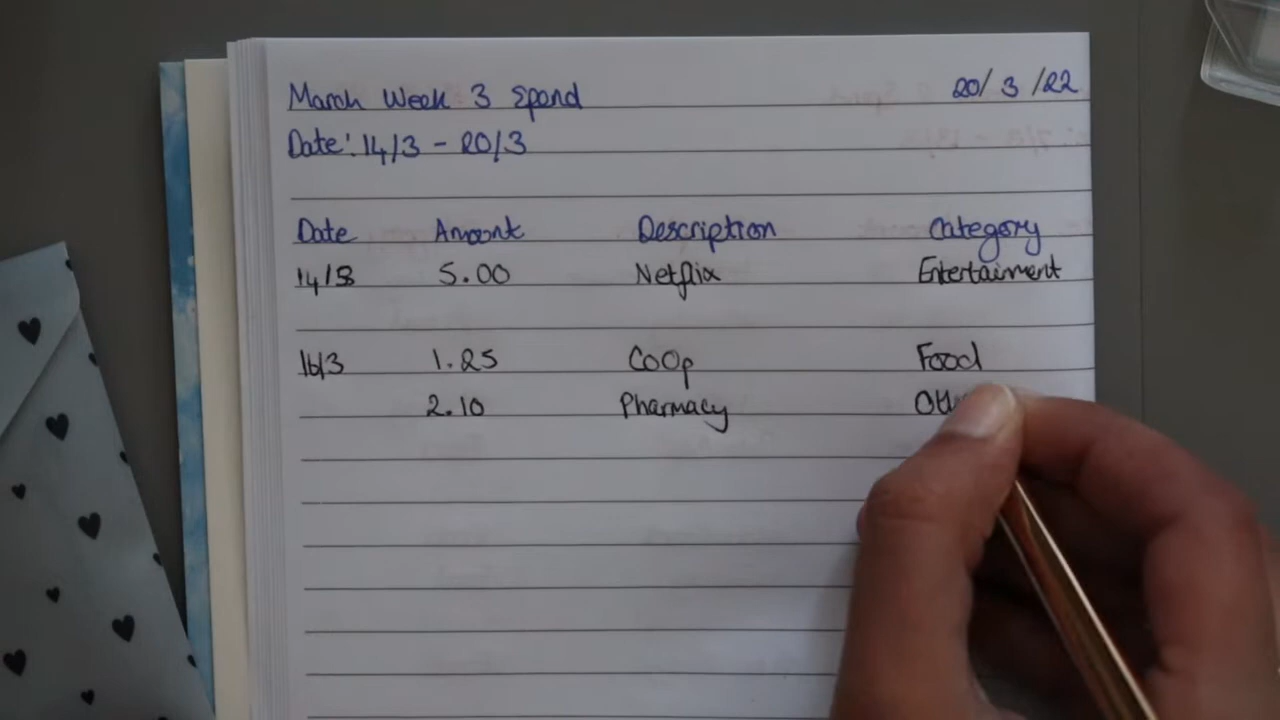 March Week 3 Spend 20/3/22
Date: 14/3 - 20/3
Date Amount Description Category
14/3 5.00 Netflix Entertainment
16/3 1.25 CoOp Food
2.10 Pharmacy